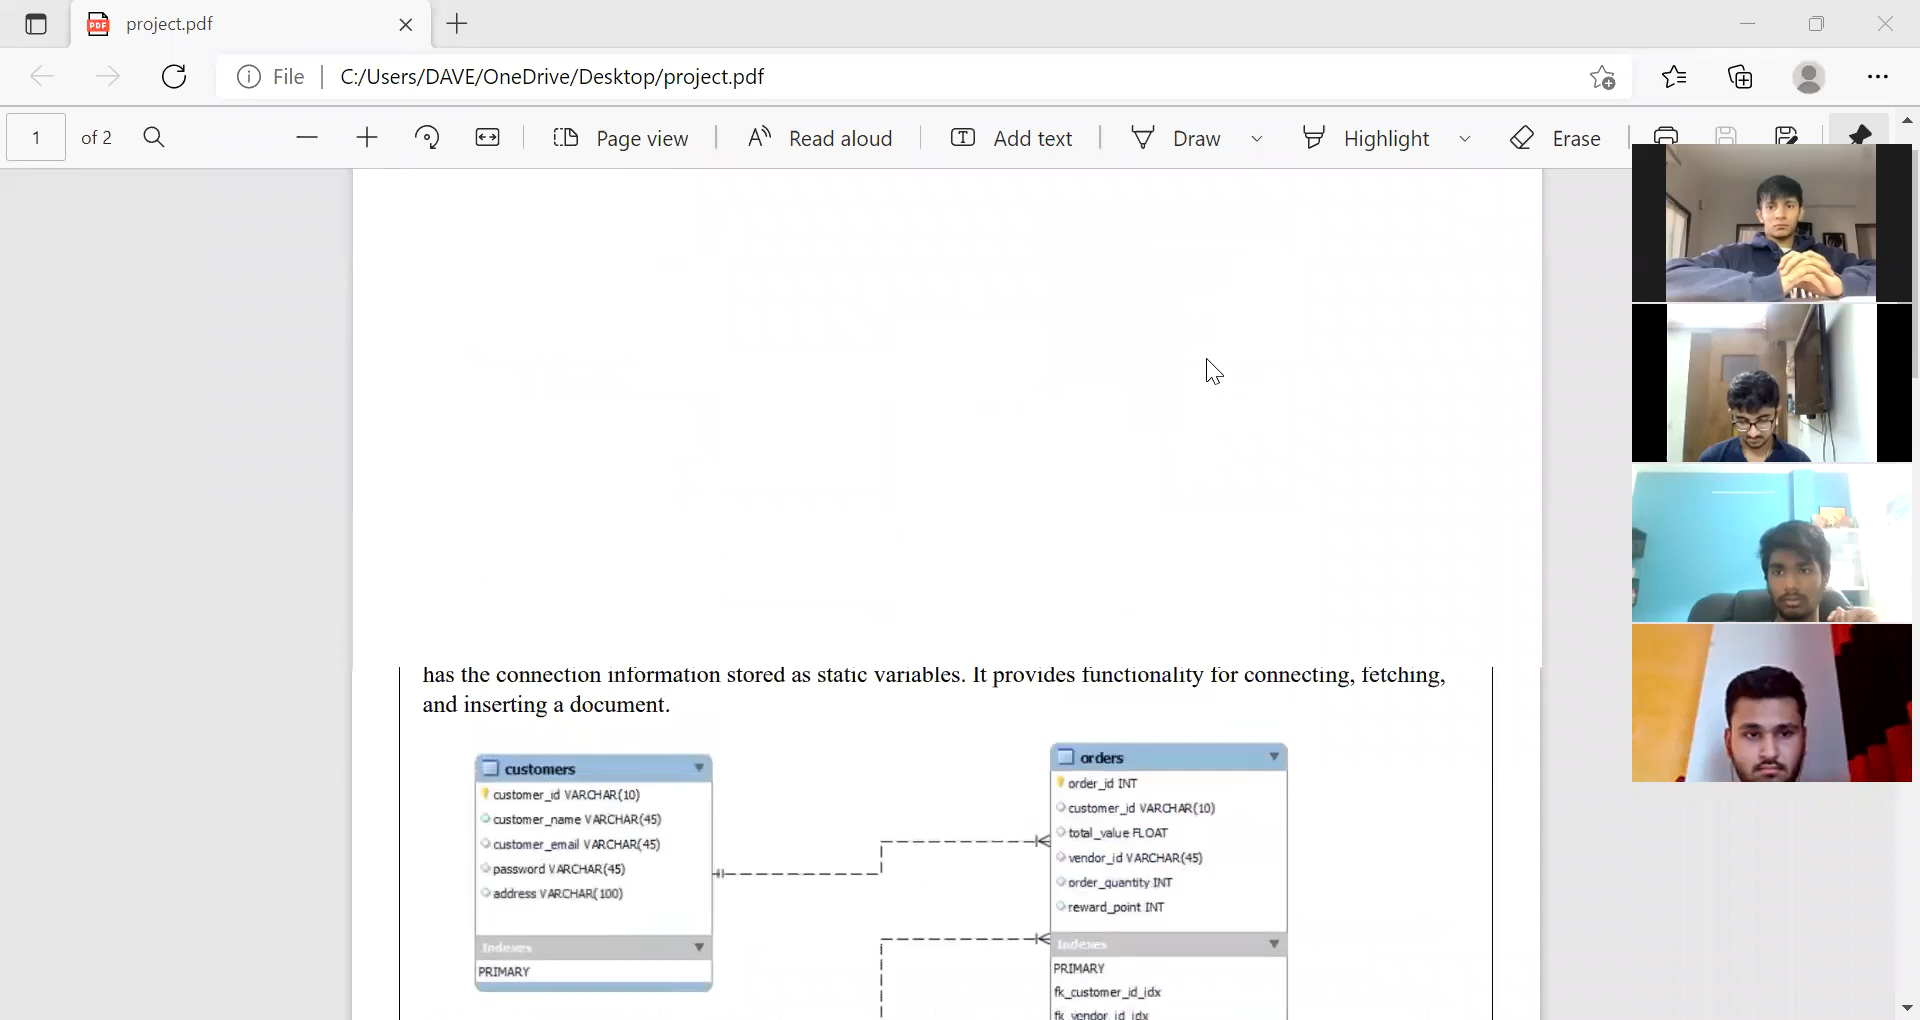 project.pdf
File
C:/Users/DAVE/OneDrive/Desktop/project.pdf
1 of 2
Page view
Read aloud
Add text
Draw
Highlight
Erase
has the connection information stored as static variables. It provides functionality for connecting, fetching,
and inserting a document.
customers
customer_id VARCHAR(10)
customer_name VARCHAR(45)
customer_email VARCHAR(45)
password VARCHAR(45)
address VARCHAR(100)
Indexes
PRIMARY
orders
order_id INT
customer_id VARCHAR(10)
total_value FLOAT
vendor_id VARCHAR(45)
order_quantity INT
reward_point INT
Indexes
PRIMARY
fk_customer_id_idx
fk_vendor_id_idx